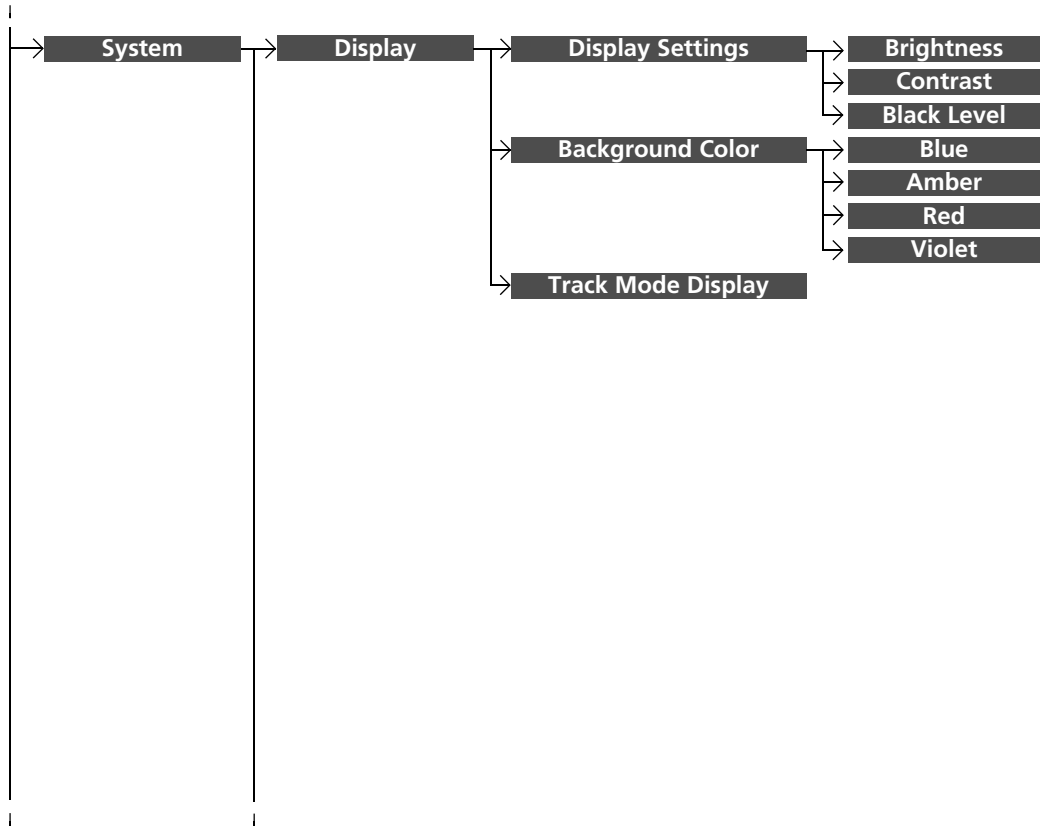 System Display Display Settings Brightness
Contrast
Black Level
Background Color Blue
Amber
Red
Violet
Track Mode Display